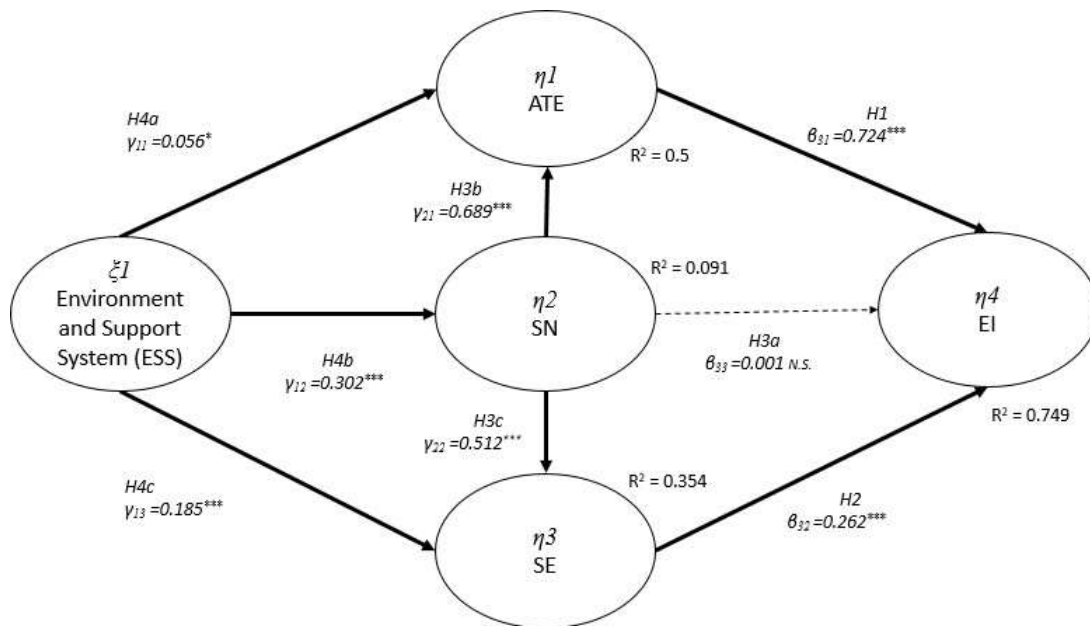 η1
ATE
R² = 0.5
H4a
γ₁₁ =0.056*
H1
β₃₁ =0.724***
H3b
γ₂₁ =0.689***
ξ1
Environment
and Support
System (ESS)
η2
SN
R² = 0.091
η4
EI
R² = 0.749
H4b
γ₁₂ =0.302***
H3a
β₃₃ =0.001 N.S.
H3c
γ₂₂ =0.512***
H4c
γ₁₃ =0.185***
η3
SE
R² = 0.354
H2
β₃₂ =0.262***